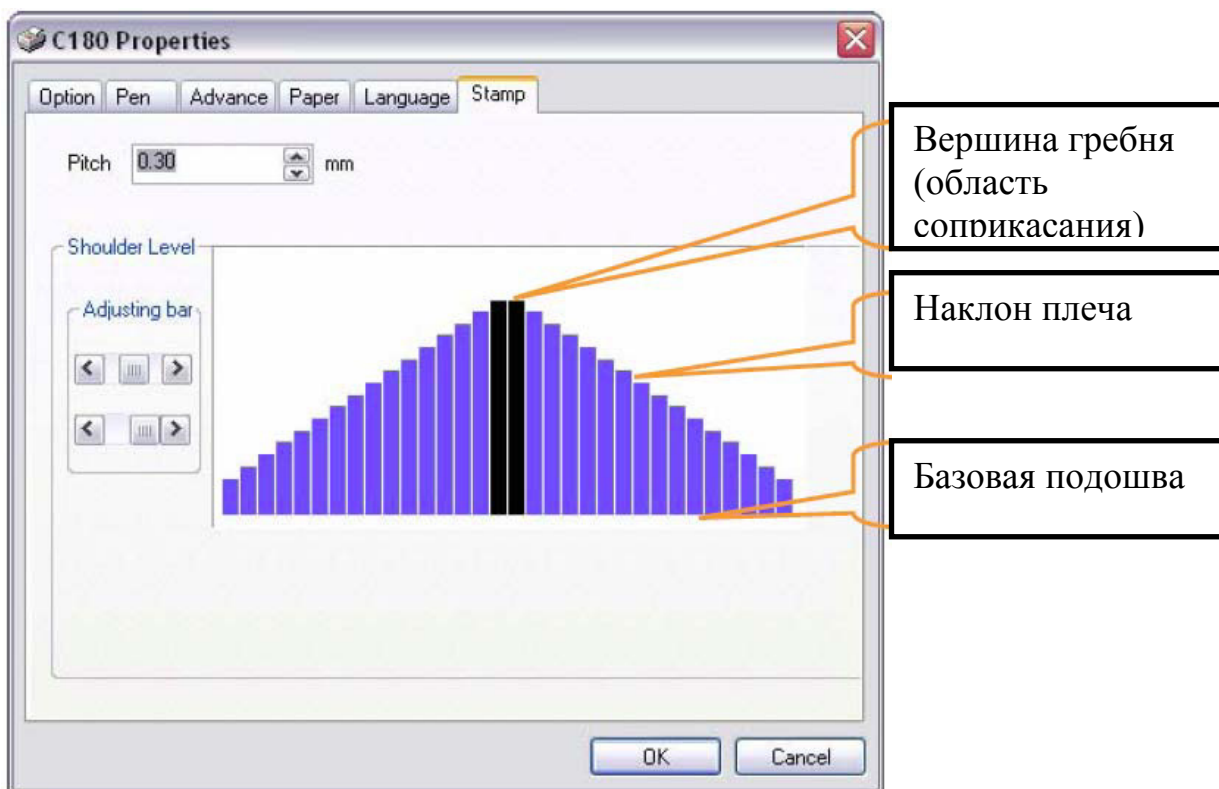 C180 Properties
Option Pen Advance Paper Language Stamp
Pitch 0.30 mm
Shoulder Level
Adjusting bar
OK Cancel
Вершина гребня
(область
соприкасания)
Наклон плеча
Базовая подошва